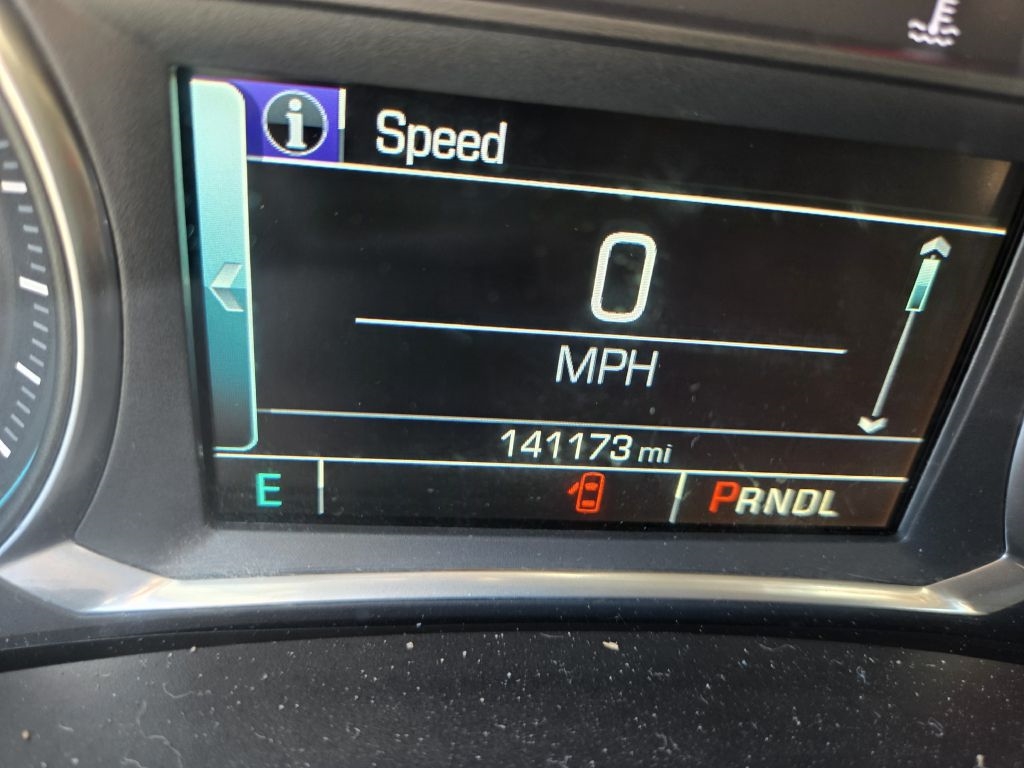 i Speed
0
MPH
141173 mi
E PRNDL